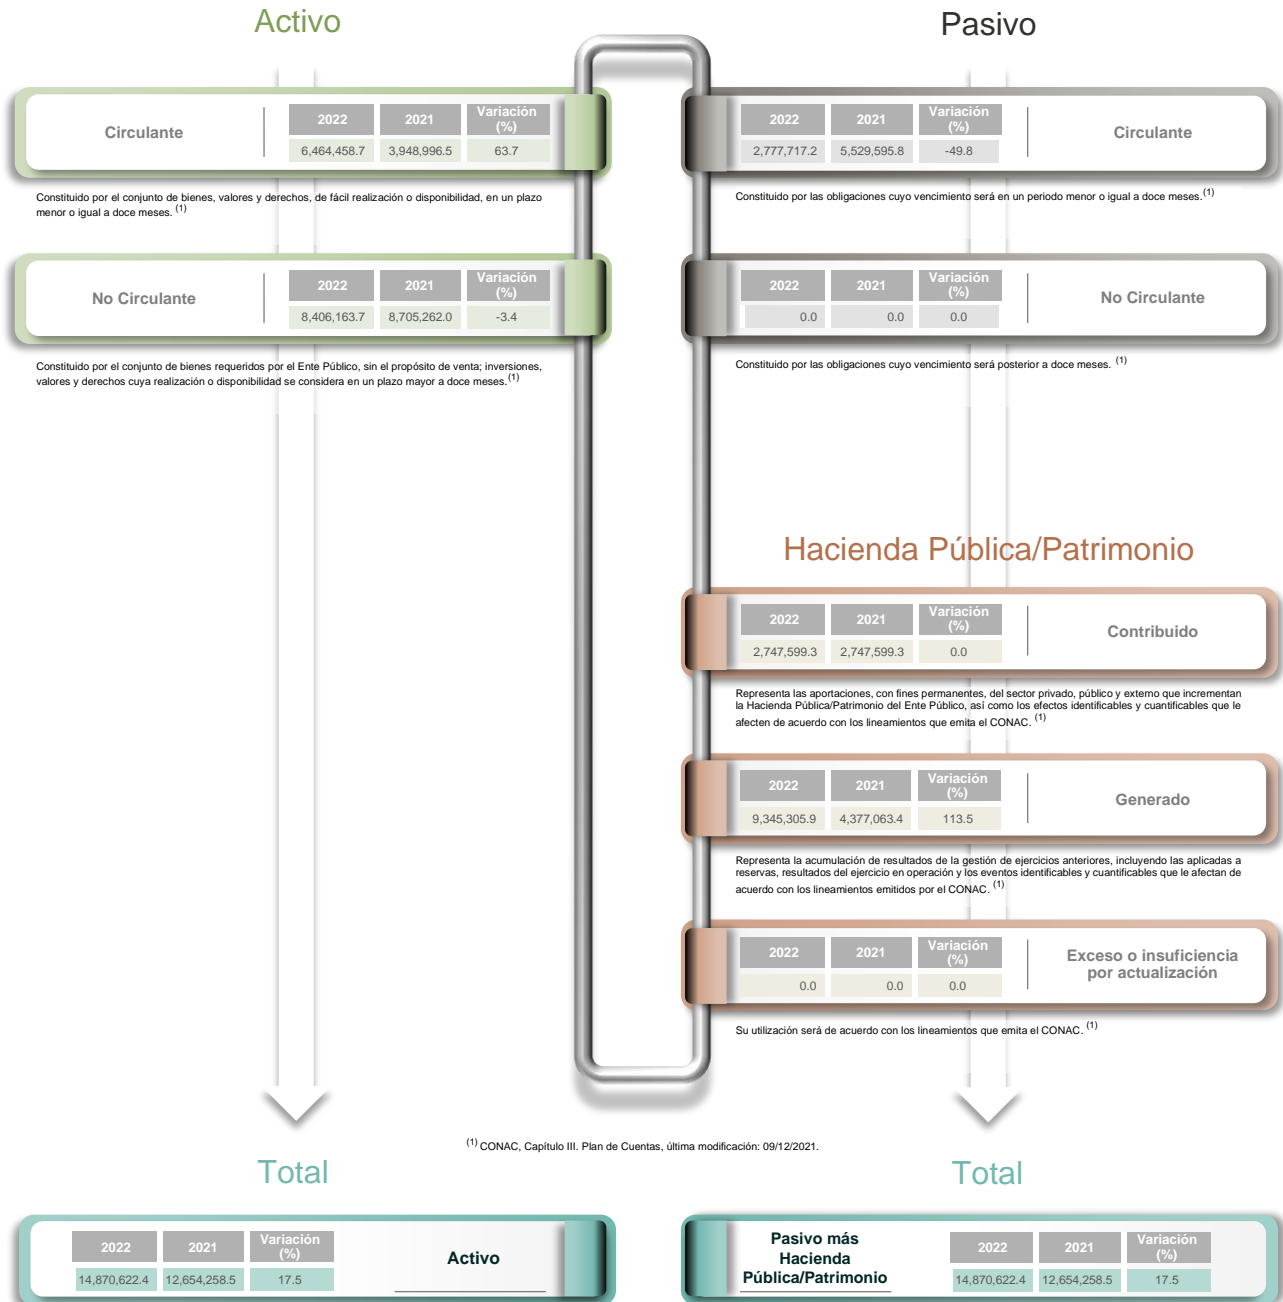 Activo
Circulante
2022 2021 Variación (%)
6,464,458.7 3,948,996.5 63.7
Constituido por el conjunto de bienes, valores y derechos, de fácil realización o disponibilidad, en un plazo
menor o igual a doce meses. (1)
No Circulante
2022 2021 Variación (%)
8,406,163.7 8,705,262.0 -3.4
Constituido por el conjunto de bienes requeridos por el Ente Público, sin el propósito de venta; inversiones,
valores y derechos cuya realización o disponibilidad se considera en un plazo mayor a doce meses. (1)
Pasivo
2022 2021 Variación (%)
2,777,717.2 5,529,595.8 -49.8
Circulante
Constituido por las obligaciones cuyo vencimiento será en un periodo menor o igual a doce meses. (1)
2022 2021 Variación (%)
0.0 0.0 0.0
No Circulante
Constituido por las obligaciones cuyo vencimiento será posterior a doce meses. (1)
Hacienda Pública/Patrimonio
2022 2021 Variación (%)
2,747,599.3 2,747,599.3 0.0
Contribuido
Representa las aportaciones, con fines permanentes, del sector privado, público y externo que incrementan
la Hacienda Pública/Patrimonio del Ente Público, así como los efectos identificables y cuantificables que le
afecten de acuerdo con los lineamientos que emita el CONAC. (1)
2022 2021 Variación (%)
9,345,305.9 4,377,063.4 113.5
Generado
Representa la acumulación de resultados de la gestión de ejercicios anteriores, incluyendo las aplicadas a
reservas, resultados del ejercicio en operación y los eventos identificables y cuantificables que le afectan de
acuerdo con los lineamientos emitidos por el CONAC. (1)
2022 2021 Variación (%)
0.0 0.0 0.0
Exceso o insuficiencia
por actualización
Su utilización será de acuerdo con los lineamientos que emita el CONAC. (1)
(1) CONAC, Capítulo III. Plan de Cuentas, última modificación: 09/12/2021.
Total
2022 2021 Variación (%)
14,870,622.4 12,654,258.5 17.5
Activo
Total
Pasivo más
Hacienda
Pública/Patrimonio
2022 2021 Variación (%)
14,870,622.4 12,654,258.5 17.5